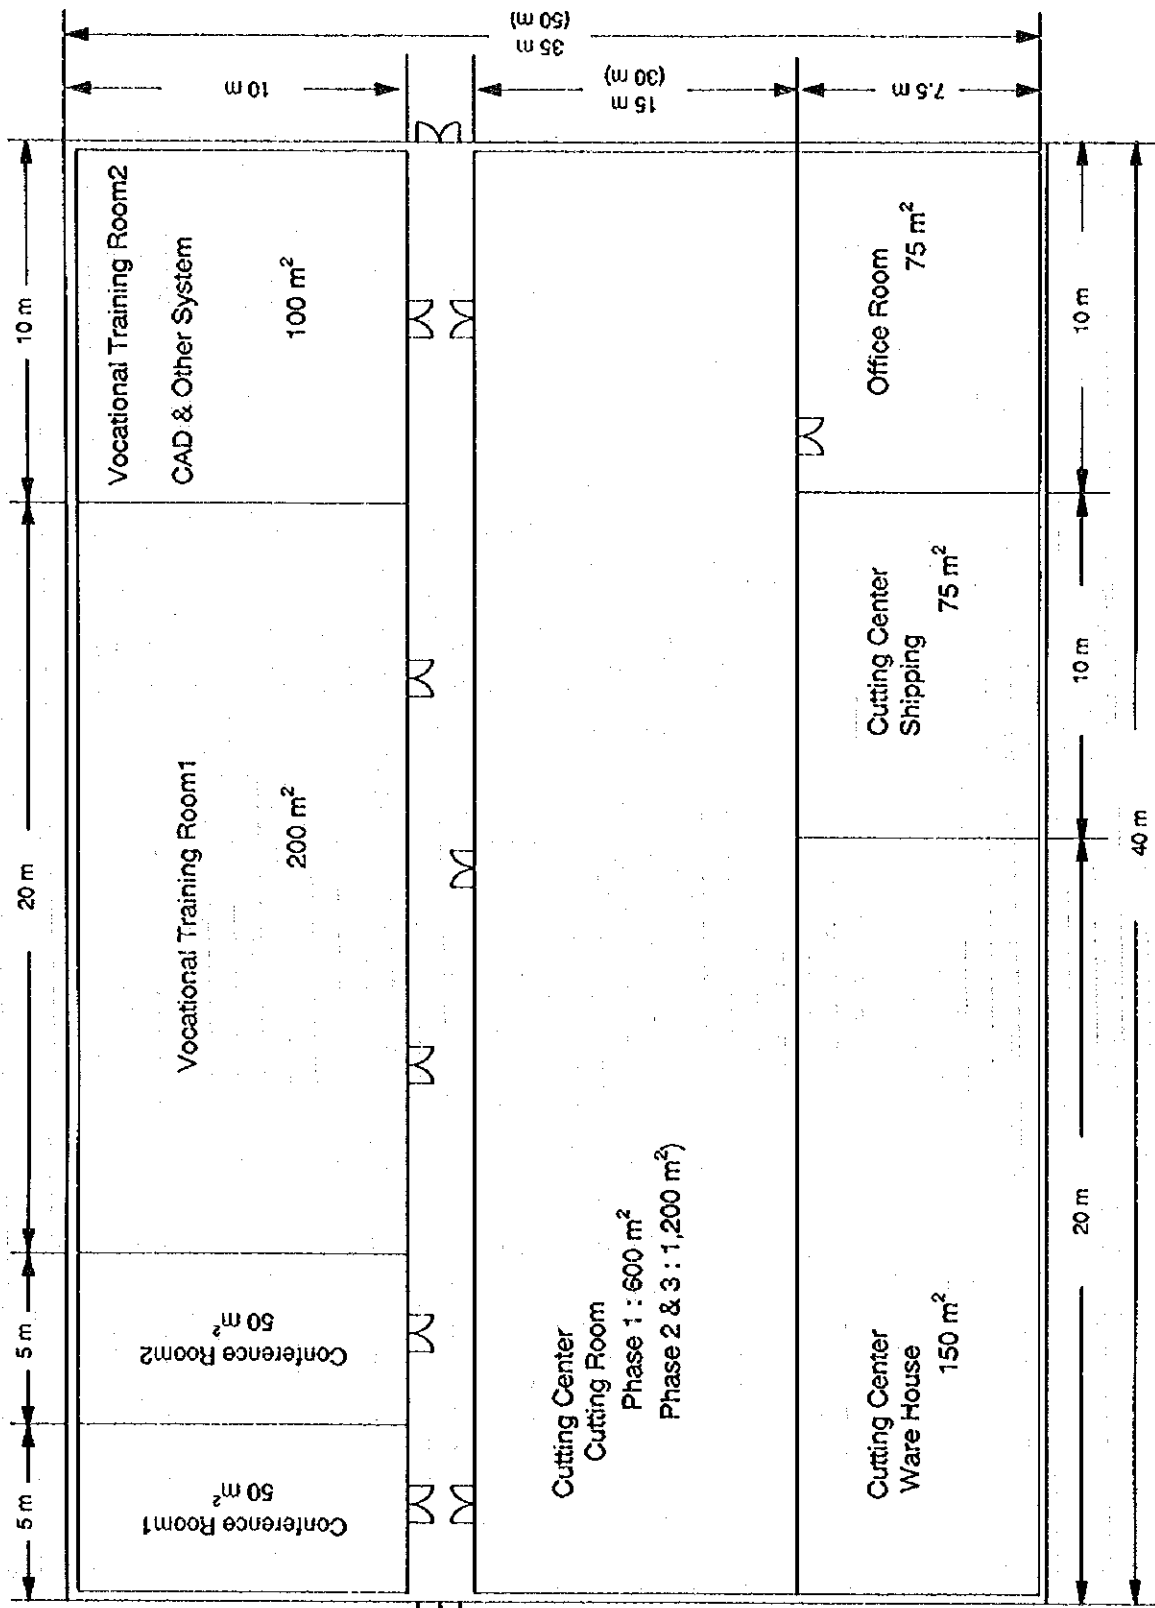 5 m
5 m
20 m
10 m
Conference Room1
50 m²
Conference Room2
50 m²
Vocational Training Room1
200 m²
Vocational Training Room2
CAD & Other System
100 m²
10 m
Cutting Center
Cutting Room
Phase 1 : 600 m²
Phase 2 & 3 : 1,200 m²)
15 m
(30 m)
35 m
(50 m)
Cutting Center
Ware House
150 m²
Cutting Center
Shipping
75 m²
Office Room
75 m²
7.5 m
20 m
10 m
10 m
40 m